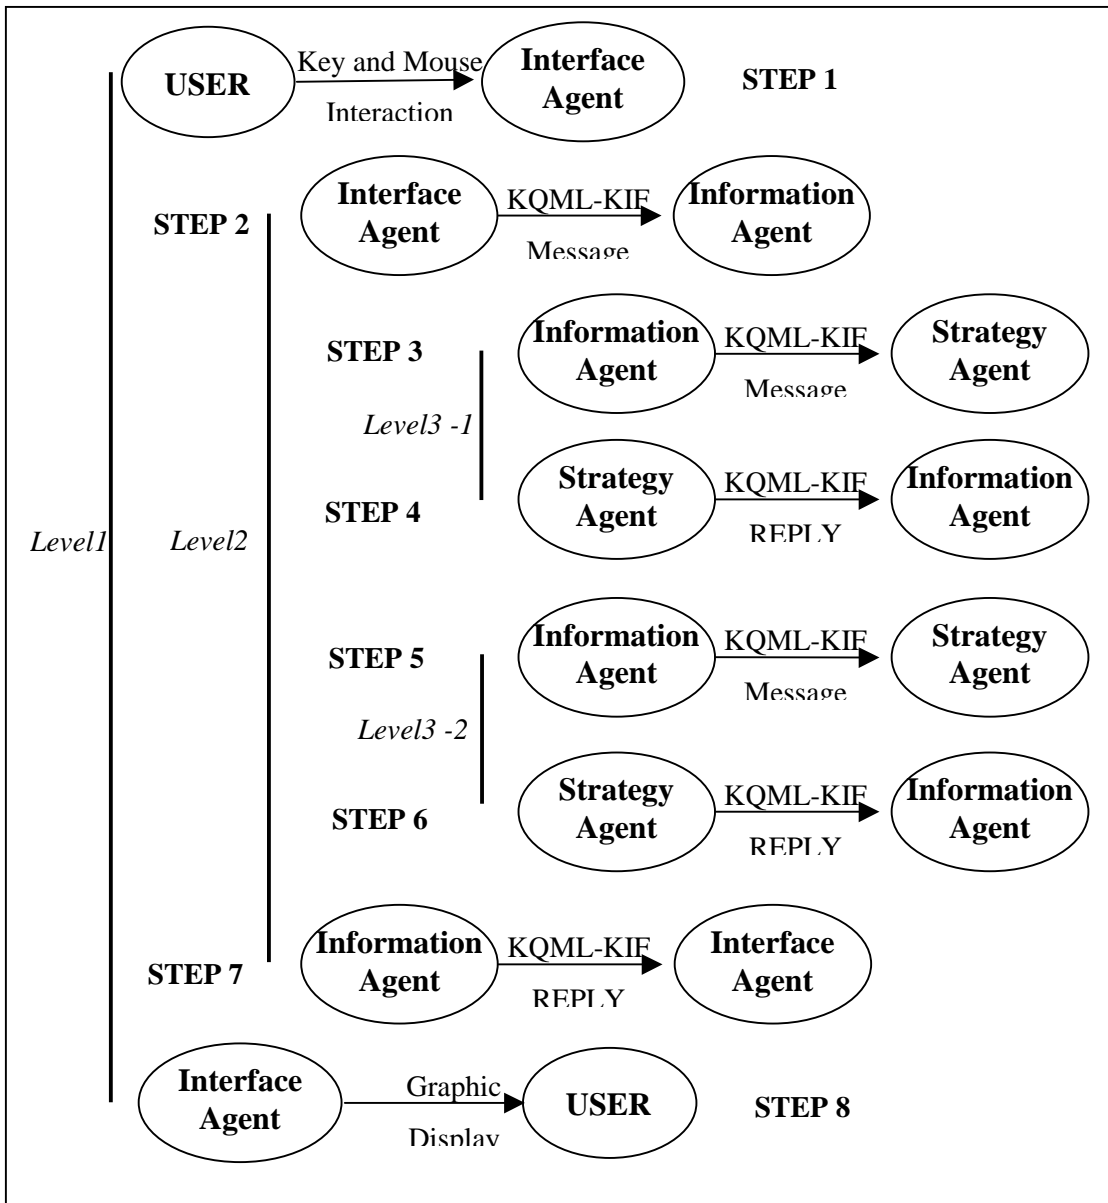 USER
Key and Mouse
Interaction
Interface
Agent
STEP 1
STEP 2
Interface
Agent
KQML-KIF
Message
Information
Agent
STEP 3
Information
Agent
KQML-KIF
Message
Strategy
Agent
Level3 -1
STEP 4
Strategy
Agent
KQML-KIF
REPLY
Information
Agent
Level1
Level2
STEP 5
Information
Agent
KQML-KIF
Message
Strategy
Agent
Level3 -2
STEP 6
Strategy
Agent
KQML-KIF
REPLY
Information
Agent
STEP 7
Information
Agent
KQML-KIF
REPLY
Interface
Agent
Interface
Agent
Graphic
Display
USER
STEP 8